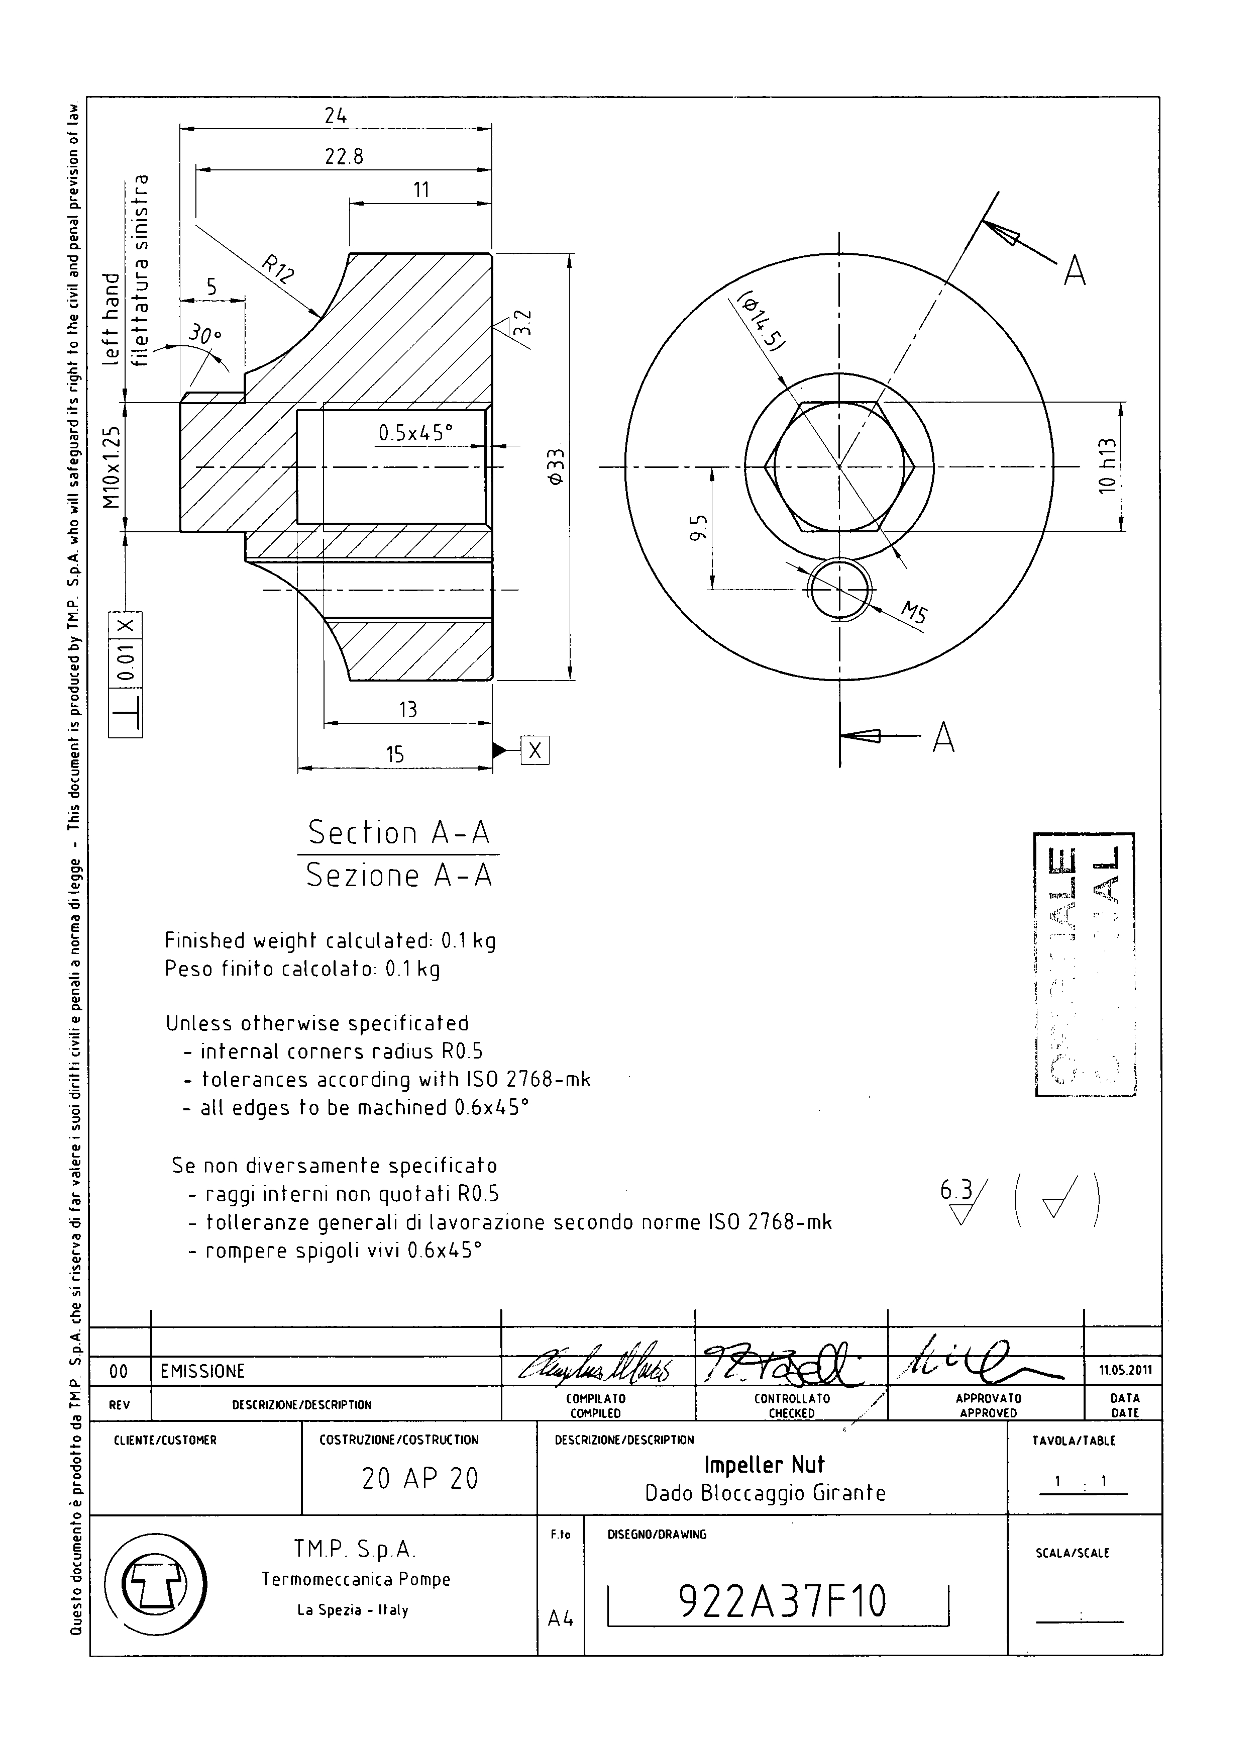 Questo documento è prodotto da T.M.P. S.p.A. che si riserva di far valere i suoi diritti civili e penali a norma di legge - This document is produced by T.M.P. S.p.A. who will safeguard its right to the civil and penal prevision of law
24
22.8
11
left hand
filettatura sinistra
5
R12
30°
3.2
M10x1.25
0.5x45°
Ø33
⊥ 0.01 X
13
15
X
A
(Ø14.5)
10 h13
9.5
M5
A
Section A-A
Sezione A-A
Finished weight calculated: 0.1 kg
Peso finito calcolato: 0.1 kg
Unless otherwise specificated
- internal corners radius R0.5
- tolerances according with ISO 2768-mk
- all edges to be machined 0.6x45°
Se non diversamente specificato
- raggi interni non quotati R0.5
- tolleranze generali di lavorazione secondo norme ISO 2768-mk
- rompere spigoli vivi 0.6x45°
6.3 ( )
00 EMISSIONE 11.05.2011
REV DESCRIZIONE/DESCRIPTION COMPILATO CONTROLLATO APPROVATO DATA
COMPILED CHECKED APPROVED DATE
CLIENTE/CUSTOMER COSTRUZIONE/COSTRUCTION DESCRIZIONE/DESCRIPTION TAVOLA/TABLE
20 AP 20
Impeller Nut
Dado Bloccaggio Girante
1 : 1
T.M.P. S.p.A.
Termomeccanica Pompe
La Spezia - Italy
F.to
A4
DISEGNO/DRAWING
922A37F10
SCALA/SCALE
: